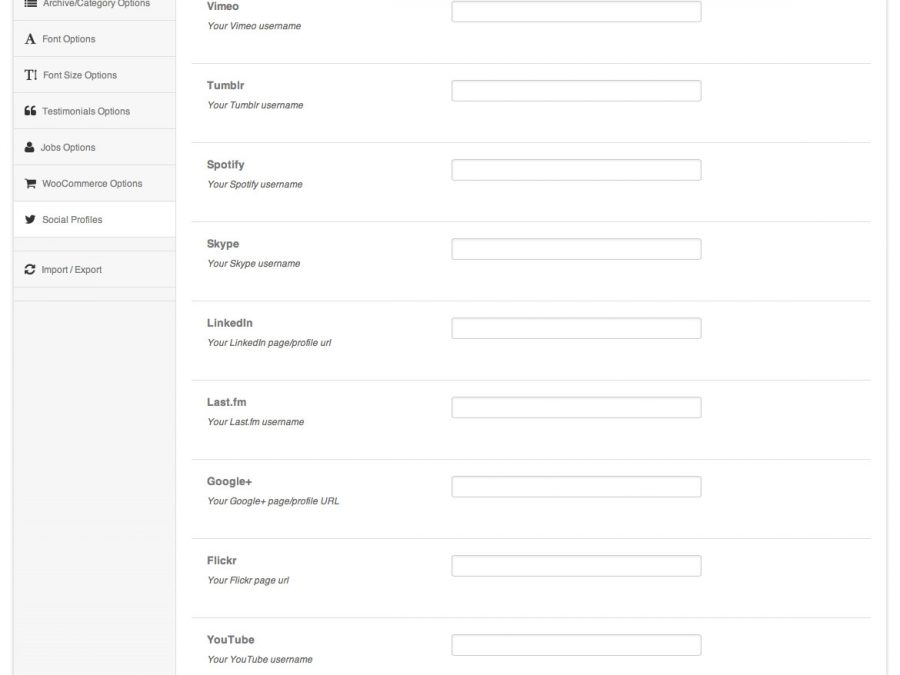 Archive/Category Options
Font Options
Font Size Options
Testimonials Options
Jobs Options
WooCommerce Options
Social Profiles
Import / Export
Vimeo
Your Vimeo username
Tumblr
Your Tumblr username
Spotify
Your Spotify username
Skype
Your Skype username
LinkedIn
Your LinkedIn page/profile url
Last.fm
Your Last.fm username
Google+
Your Google+ page/profile URL
Flickr
Your Flickr page url
YouTube
Your YouTube username